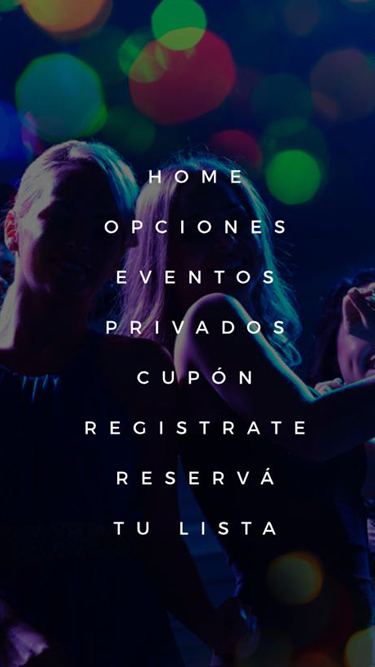 HOME
OPCIONES
EVENTOS
PRIVADOS
CUPÓN
REGISTRATE
RESERVÁ
TU LISTA